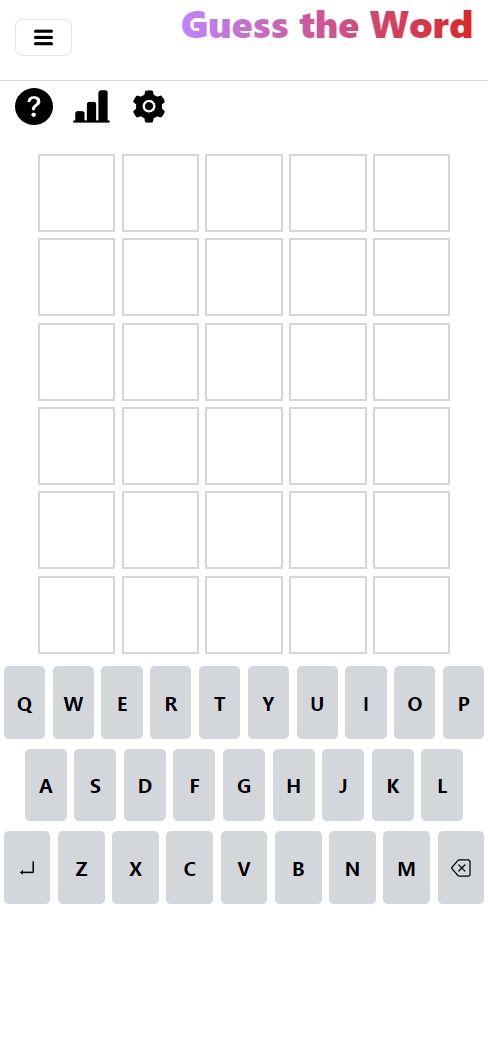 Guess the Word
?
Q W E R T Y U I O P
A S D F G H J K L
Z X C V B N M